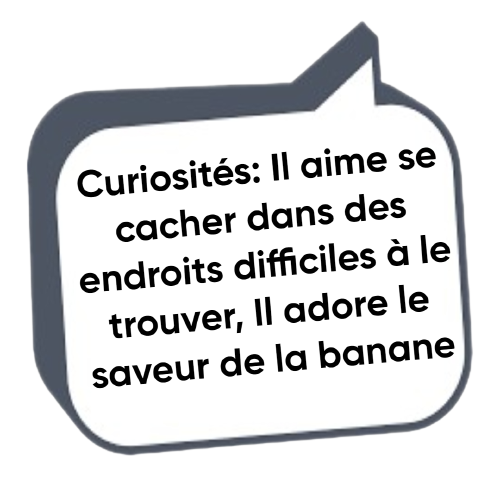 Curiosités: Il aime se
cacher dans des
endroits difficiles à le
trouver, Il adore le
saveur de la banane